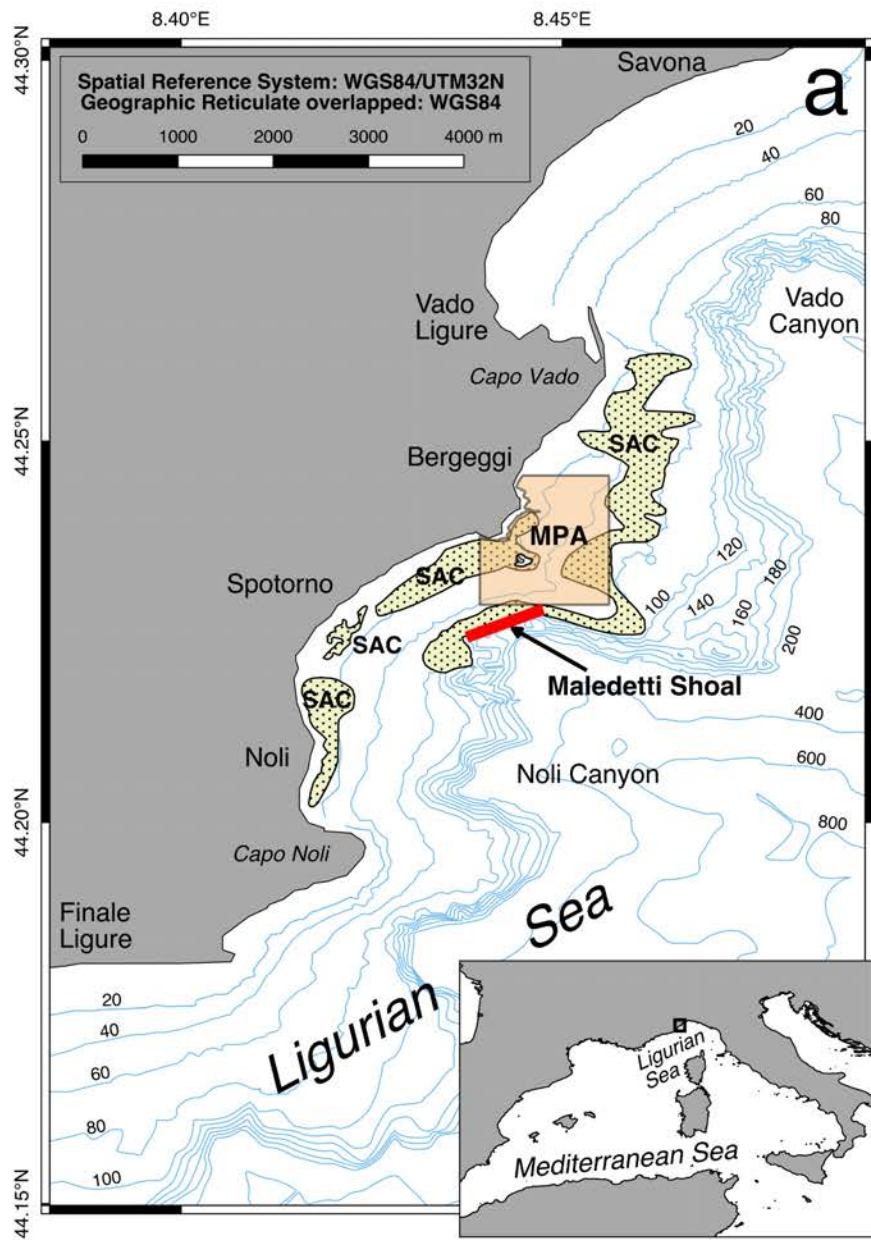 8.40°E
8.45°E
44.30°N
Savona
a
Spatial Reference System: WGS84/UTM32N
Geographic Reticulate overlapped: WGS84
0 1000 2000 3000 4000 m
20
40
60
80
Vado
Ligure
Vado
Canyon
Capo Vado
44.25°N
SAC
Bergeggi
MPA
SAC
Spotorno
120
180
100
140
160
200
SAC
Maledetti Shoal
SAC
400
Noli
Noli Canyon
600
44.20°N
800
Capo Noli
Finale
Ligure
Ligurian Sea
20
40
60
80
100
44.15°N
Ligurian
Sea
Mediterranean Sea